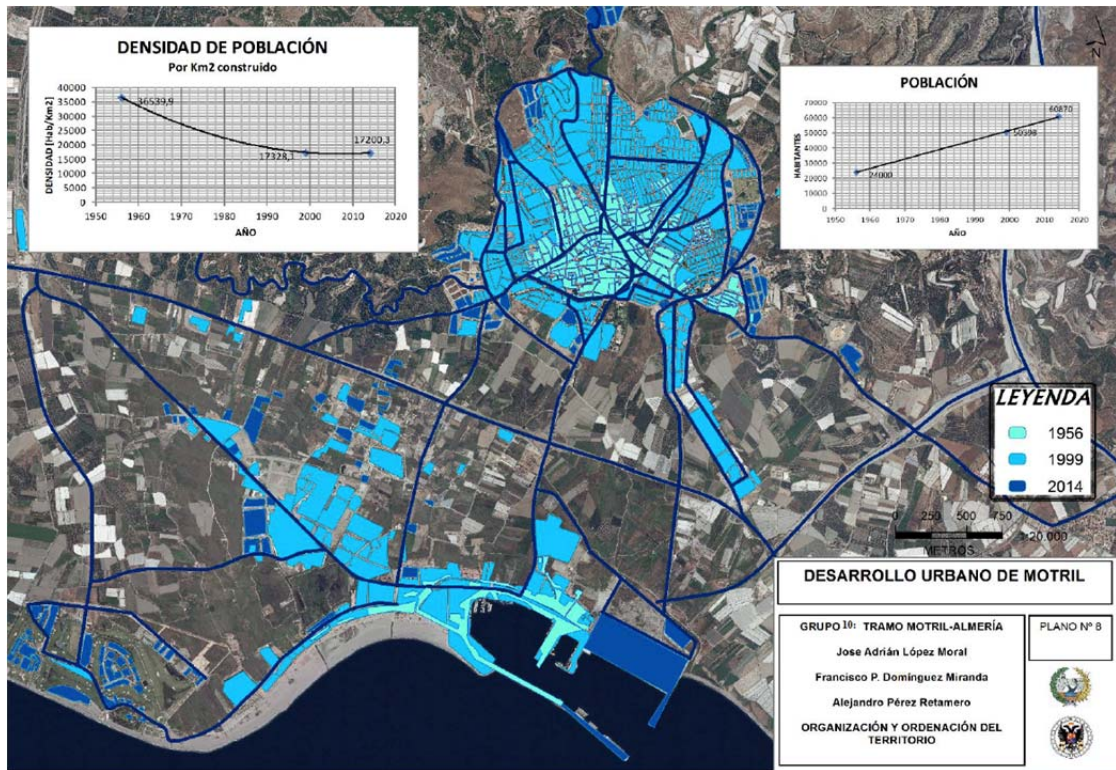 DENSIDAD DE POBLACIÓN
Por Km2 construido
DENSIDAD [Hab/Km2]
40000
35000
30000
25000
20000
15000
10000
5000
0
36539,9
17328,1
17200,3
1950 1960 1970 1980 1990 2000 2010 2020
AÑO
POBLACIÓN
HABITANTES
70000
60000
50000
40000
30000
20000
10000
0
24000
60870
1950 1960 1970 1980 1990 2000 2010 2020
AÑO
N
LEYENDA
1956
1999
2014
0 250 500 750
METROS
1:20.000
DESARROLLO URBANO DE MOTRIL
GRUPO 10: TRAMO MOTRIL-ALMERÍA
Jose Adrián López Moral
Francisco P. Domínguez Miranda
Alejandro Pérez Retamero
ORGANIZACIÓN Y ORDENACIÓN DEL
TERRITORIO
PLANO Nº 8